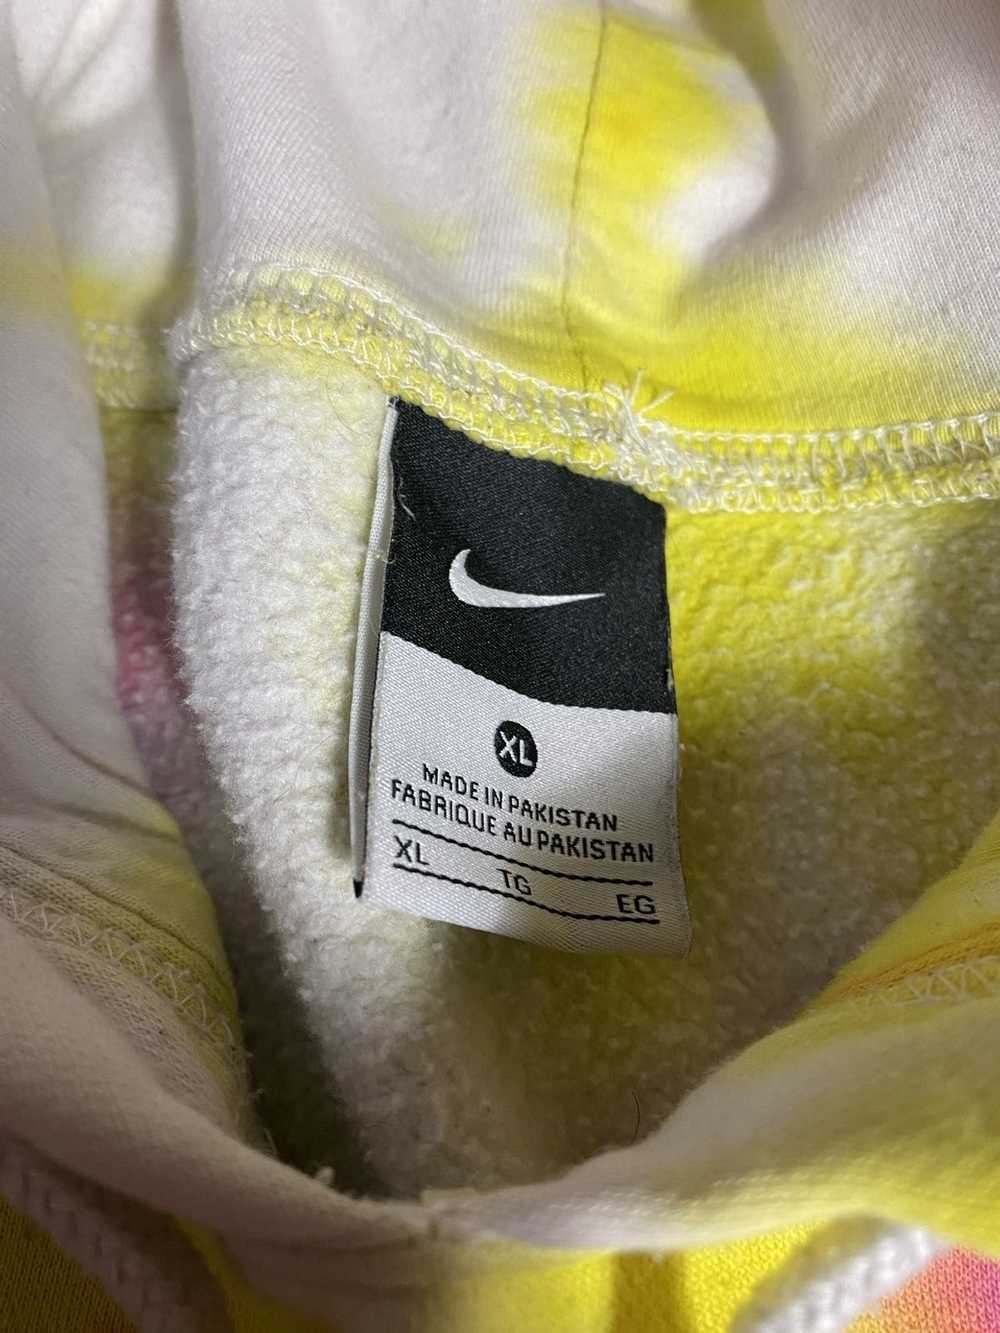 XL
MADE IN PAKISTAN
FABRIQUE AU PAKISTAN
XL TG EG